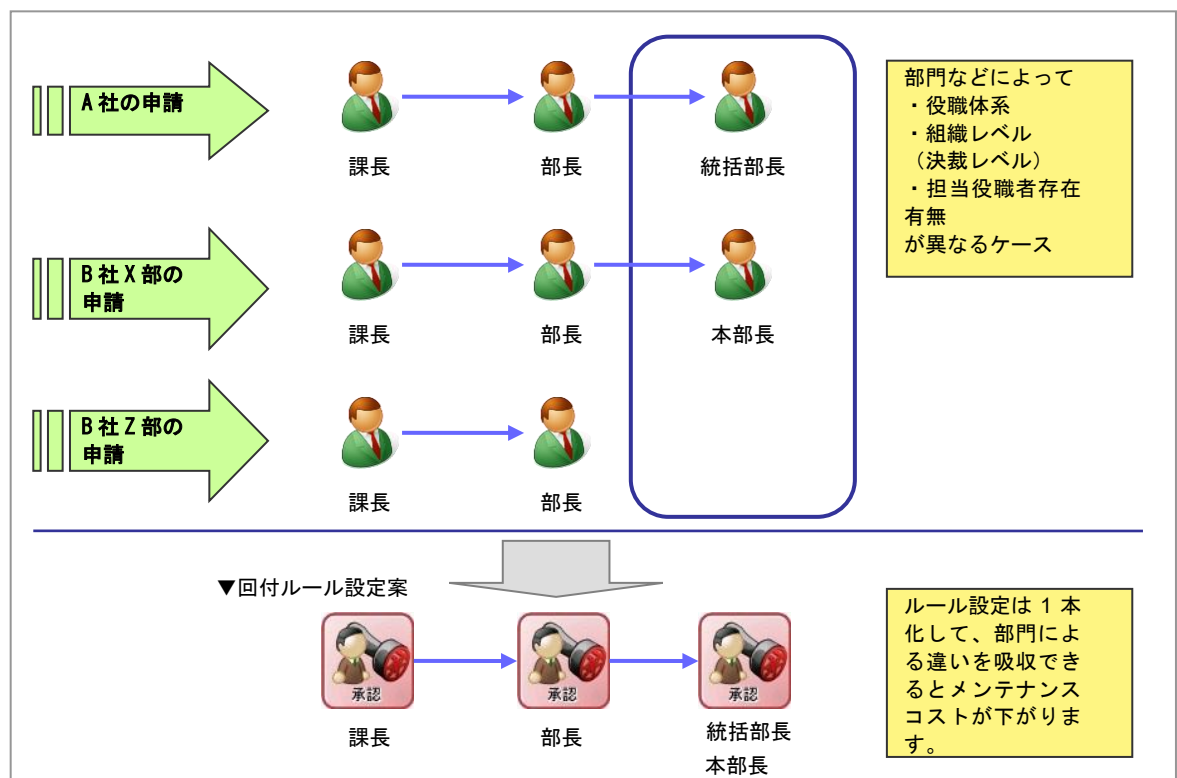 A社の申請
課長
部長
統括部長
部門などによって
・役職体系
・組織レベル
（決裁レベル）
・担当役職者存在
有無
が異なるケース
B社X部の
申請
課長
部長
本部長
B社Z部の
申請
課長
部長
▼回付ルール設定案
承認
承認
承認
課長
部長
統括部長
本部長
ルール設定は1本
化して、部門によ
る違いを吸収でき
るとメンテナンス
コストが下がりま
す。